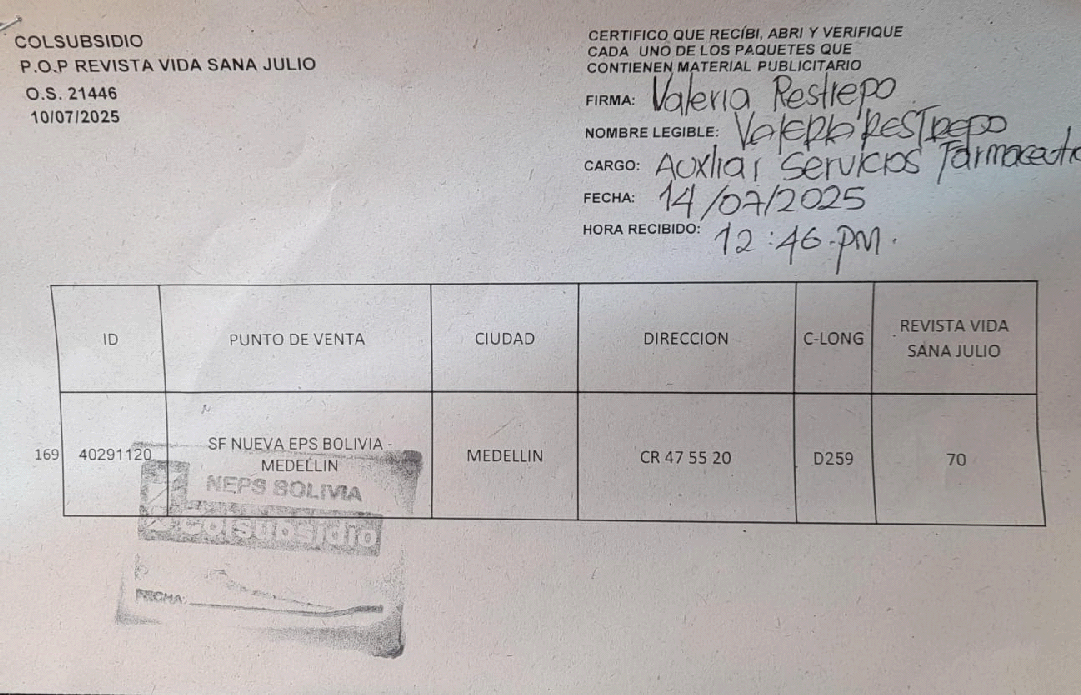 COLSUBSIDIO
P.O.P REVISTA VIDA SANA JULIO
O.S. 21446
10/07/2025
CERTIFICO QUE RECÍBI, ABRI Y VERIFIQUE
CADA UNO DE LOS PAQUETES QUE
CONTIENEN MATERIAL PUBLICITARIO
FIRMA: Valeria Restrepo
NOMBRE LEGIBLE: Valeria Restrepo
CARGO: Auxliar Servicios Farmaceutic
FECHA: 14/07/2025
HORA RECIBIDO: 12:46 PM.
ID PUNTO DE VENTA CIUDAD DIRECCION C-LONG REVISTA VIDA
SANA JULIO
169 40291120 SF NUEVA EPS BOLIVIA - MEDELLIN CR 47 55 20 D259 70
MEDELLIN
NEPS BOLIVIA
Colsubsidio
FECHA: